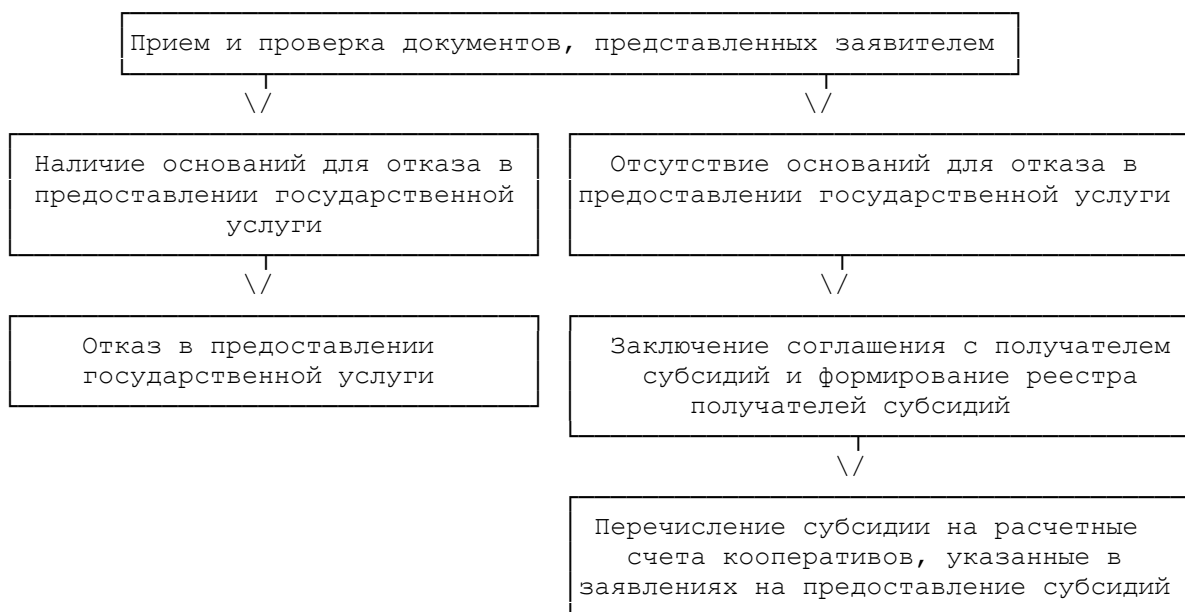 Прием и проверка документов, представленных заявителем
\/
\/
Наличие оснований для отказа в
предоставлении государственной
услуги
Отсутствие оснований для отказа в
предоставлении государственной услуги
\/
\/
Отказ в предоставлении
государственной услуги
Заключение соглашения с получателем
субсидий и формирование реестра
получателей субсидий
\/
Перечисление субсидии на расчетные
счета кооперативов, указанные в
заявлениях на предоставление субсидий